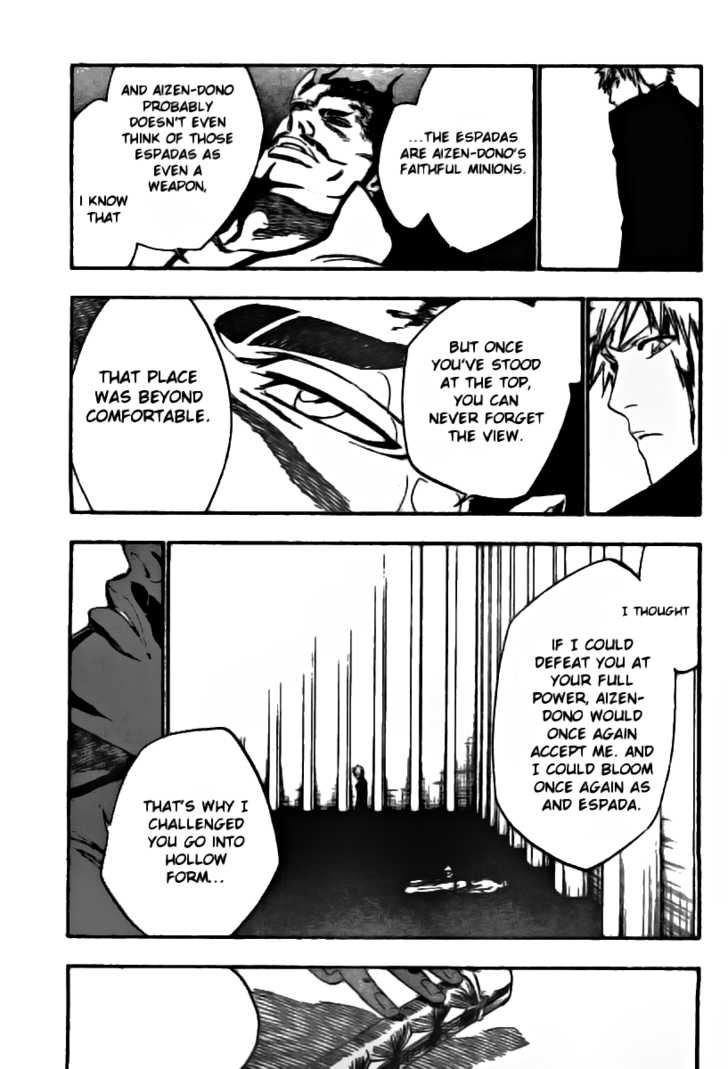 ...THE ESPADAS
ARE AIZEN-DONO'S
FAITHFUL MINIONS.
AND AIZEN-DONO
PROBABLY
DOESN'T EVEN
THINK OF THOSE
ESPADAS AS
EVEN A
WEAPON,
I KNOW
THAT
BUT ONCE
YOU'VE STOOD
AT THE TOP,
YOU CAN
NEVER FORGET
THE VIEW.
THAT PLACE
WAS BEYOND
COMFORTABLE.
I THOUGHT
IF I COULD
DEFEAT YOU AT
YOUR FULL
POWER, AIZEN-
DONO WOULD
ONCE AGAIN
ACCEPT ME. AND
I COULD BLOOM
ONCE AGAIN AS
AND ESPADA.
THAT'S WHY I
CHALLENGED
YOU GO INTO
HOLLOW
FORM...